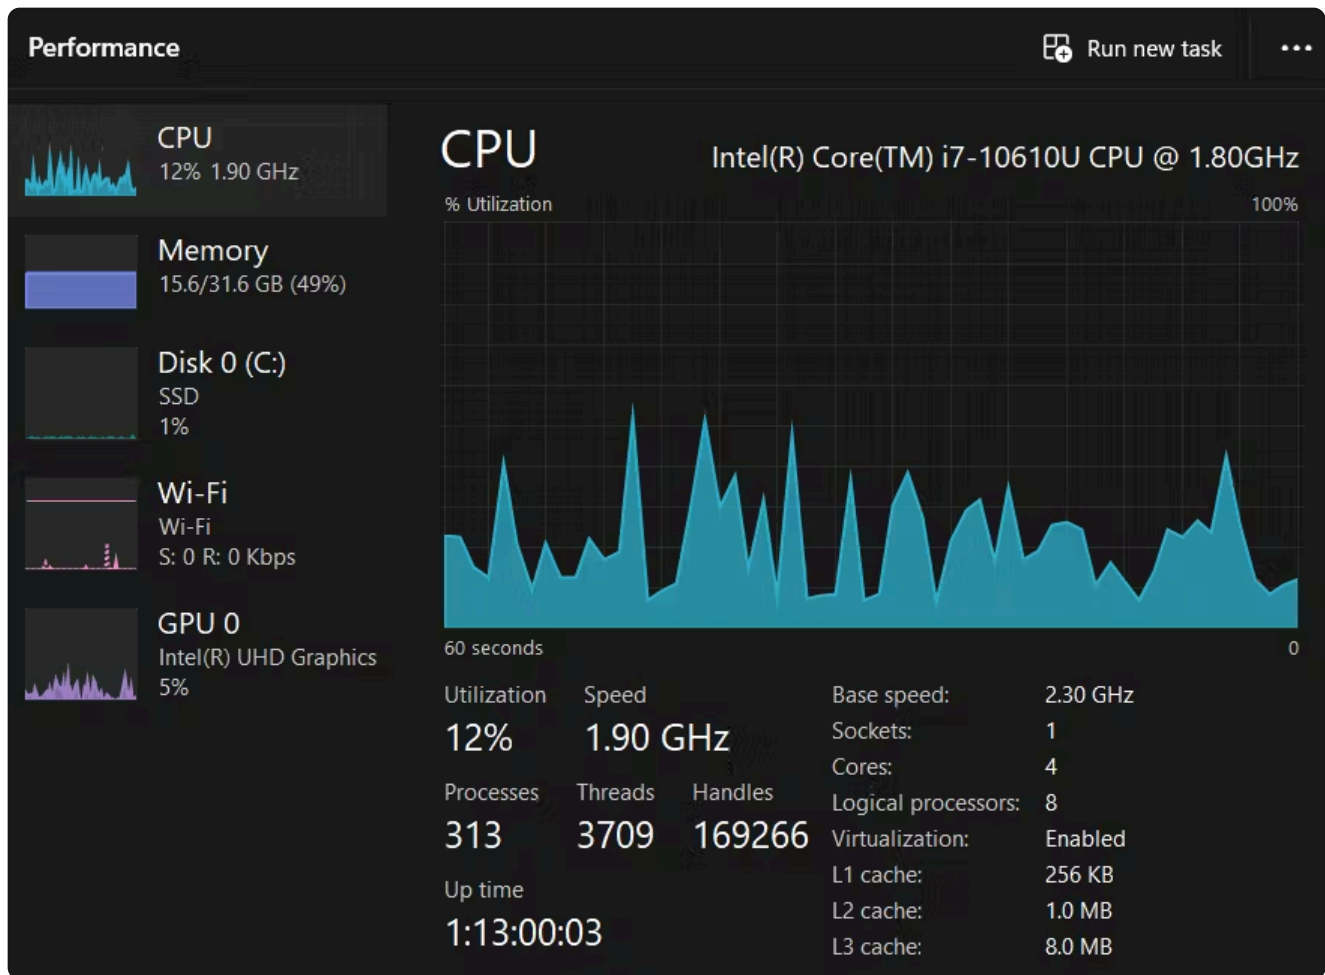 Performance
Run new task
CPU
12% 1.90 GHz
Memory
15.6/31.6 GB (49%)
Disk 0 (C:)
SSD
1%
Wi-Fi
Wi-Fi
S: 0 R: 0 Kbps
GPU 0
Intel(R) UHD Graphics
5%
CPU
Intel(R) Core(TM) i7-10610U CPU @ 1.80GHz
% Utilization 100%
60 seconds 0
Utilization Speed
12% 1.90 GHz
Processes Threads Handles
313 3709 169266
Up time
1:13:00:03
Base speed: 2.30 GHz
Sockets: 1
Cores: 4
Logical processors: 8
Virtualization: Enabled
L1 cache: 256 KB
L2 cache: 1.0 MB
L3 cache: 8.0 MB